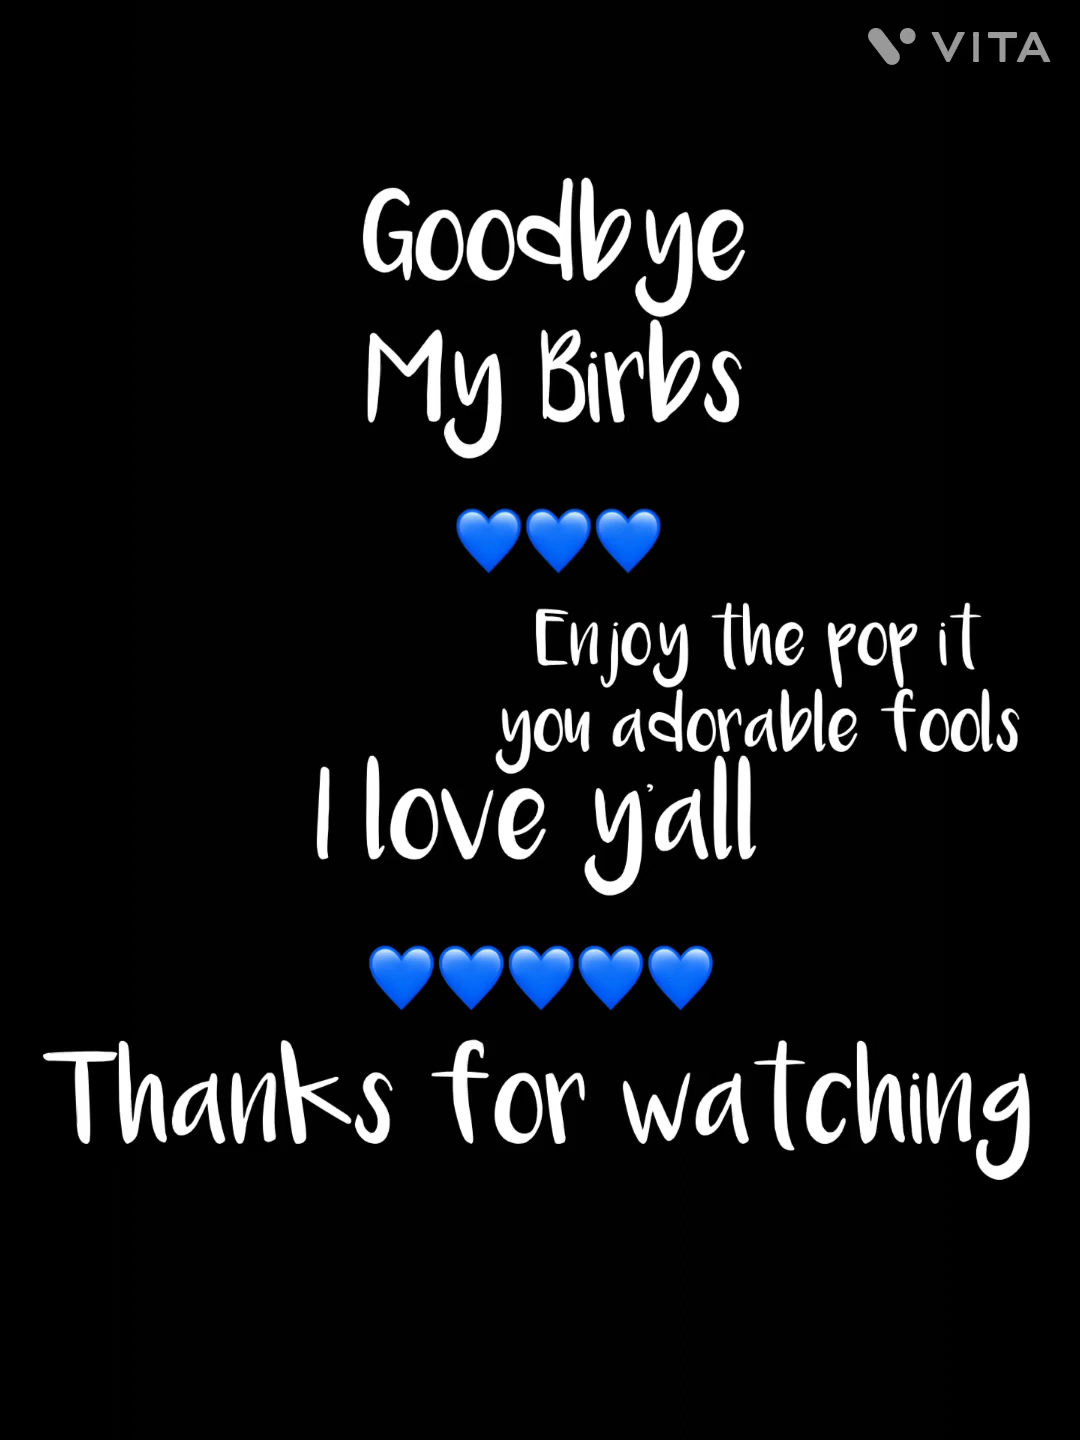 VITA
Goodbye
My Birbs
💙💙💙
Enjoy the pop it
you adorable fools
I love y'all
💙💙💙💙💙
Thanks for watching